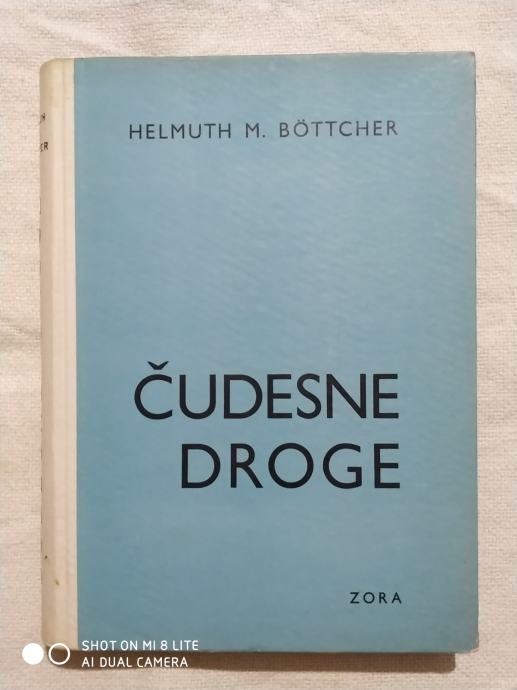 HELMUTH M. BÖTTCHER
ČUDESNE
DROGE
ZORA
SHOT ON MI 8 LITE
AI DUAL CAMERA